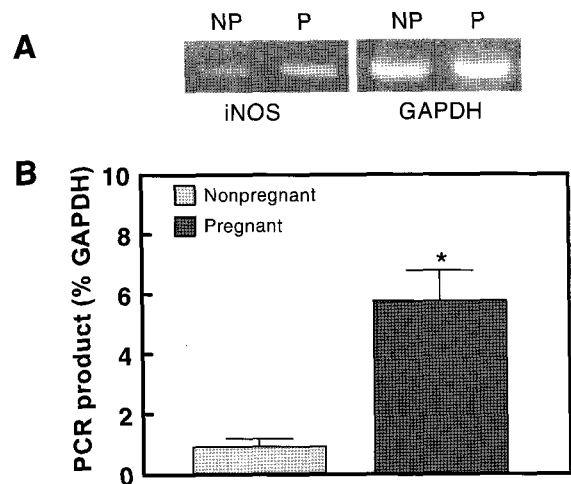 A
NP P NP P
iNOS GAPDH
B
PCR product (% GAPDH)
10
8
6
4
2
0
Nonpregnant
Pregnant
*